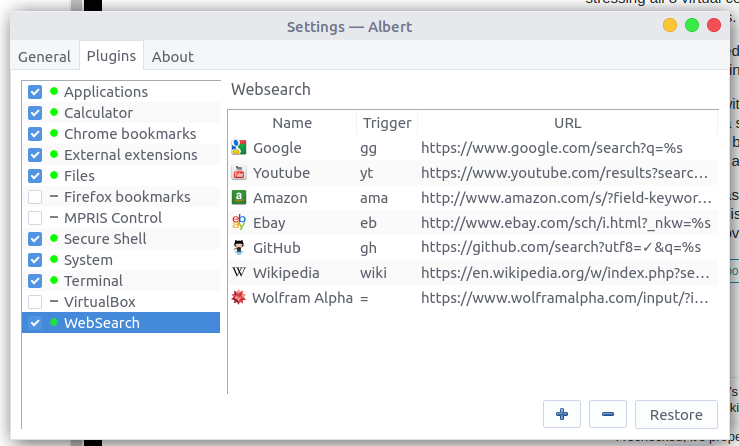 Settings — Albert
General Plugins About
Applications
Calculator
Chrome bookmarks
External extensions
Files
Firefox bookmarks
MPRIS Control
Secure Shell
System
Terminal
VirtualBox
WebSearch
Websearch
Name Trigger URL
Google gg https://www.google.com/search?q=%s
Youtube yt https://www.youtube.com/results?searc...
Amazon ama http://www.amazon.com/s/?field-keywor...
Ebay eb http://www.ebay.com/sch/i.html?_nkw=%s
GitHub gh https://github.com/search?utf8=✓&q=%s
Wikipedia wiki https://en.wikipedia.org/w/index.php?se...
Wolfram Alpha = https://www.wolframalpha.com/input/?i...
Restore